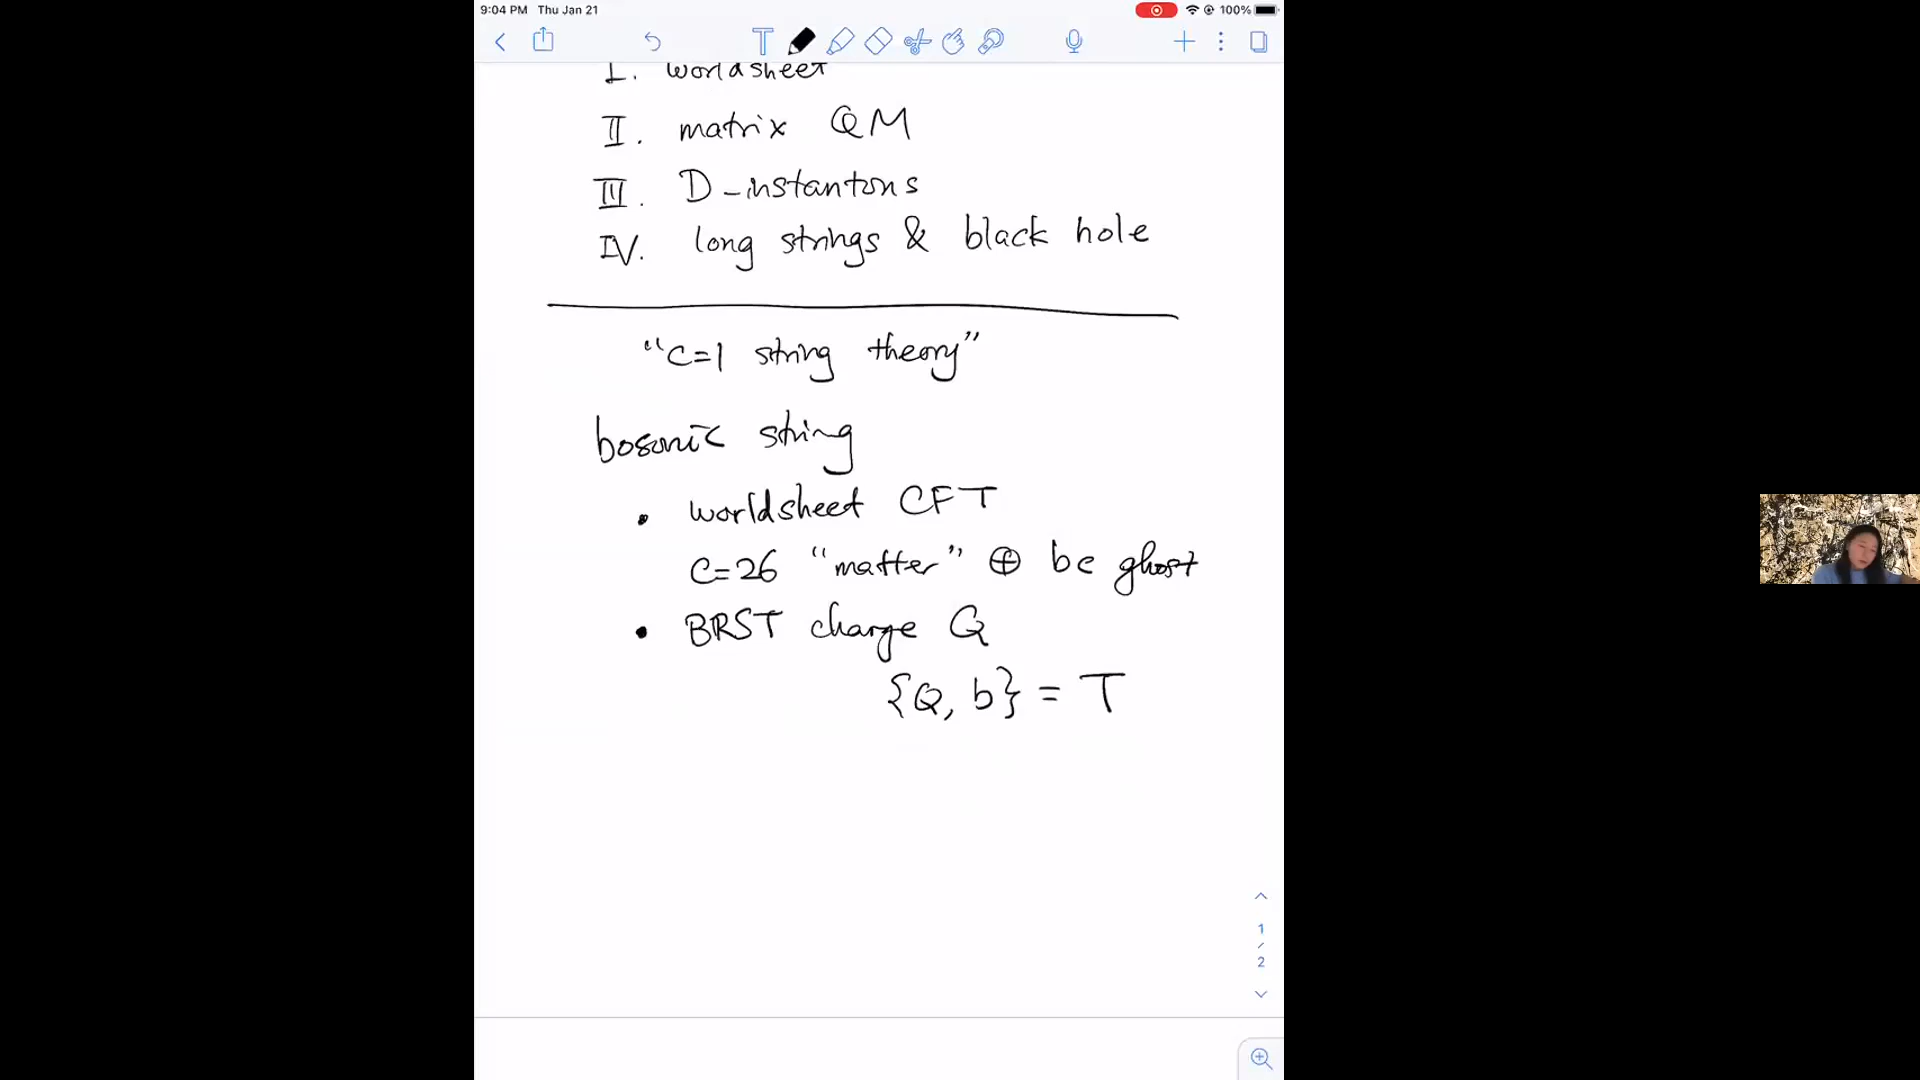 9:04 PM Thu Jan 21 100%
I. worldsheet
II. matrix QM
III. D-instantons
IV. long strings & black hole
"C=1 string theory"
bosonic string
• worldsheet CFT
C=26 "matter" ⊕ bc ghost
• BRST charge Q
{Q, b} = T
1
/
2